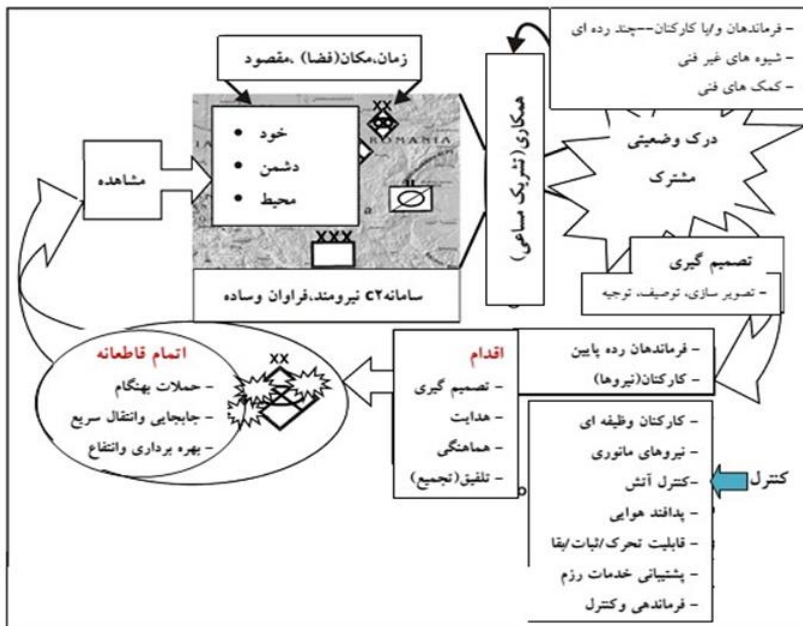 - فرماندهان و/یا کارکنان--چند رده ای
- شیوه های غیر فنی
- کمک های فنی
زمان،مکان(فضا) ،مقصود
همکاری(تشریک مساعی)
درک وضعیتی
مشترک
مشاهده
• خود
• دشمن
• محیط
XX
ROMANIA
a
XXX
سامانه c۲ نیرومند،فراوان وساده
تصمیم گیری
- تصویر سازی، توصیف، توجیه
- فرماندهان رده پایین
- کارکنان(نیروها)
اقدام
- تصمیم گیری
- هدایت
- هماهنگی
- تلفیق(تجمیع)
اتمام قاطعانه
- حملات بهنگام
- جابجایی وانتقال سریع
- بهره برداری وانتفاع
XX
کنترل
- کارکنان وظیفه ای
- نیروهای مانوری
-کنترل آتش
- پدافند هوایی
- قابلیت تحرک/ثبات/بقا
- پشتیبانی خدمات رزم
- فرماندهی وکنترل